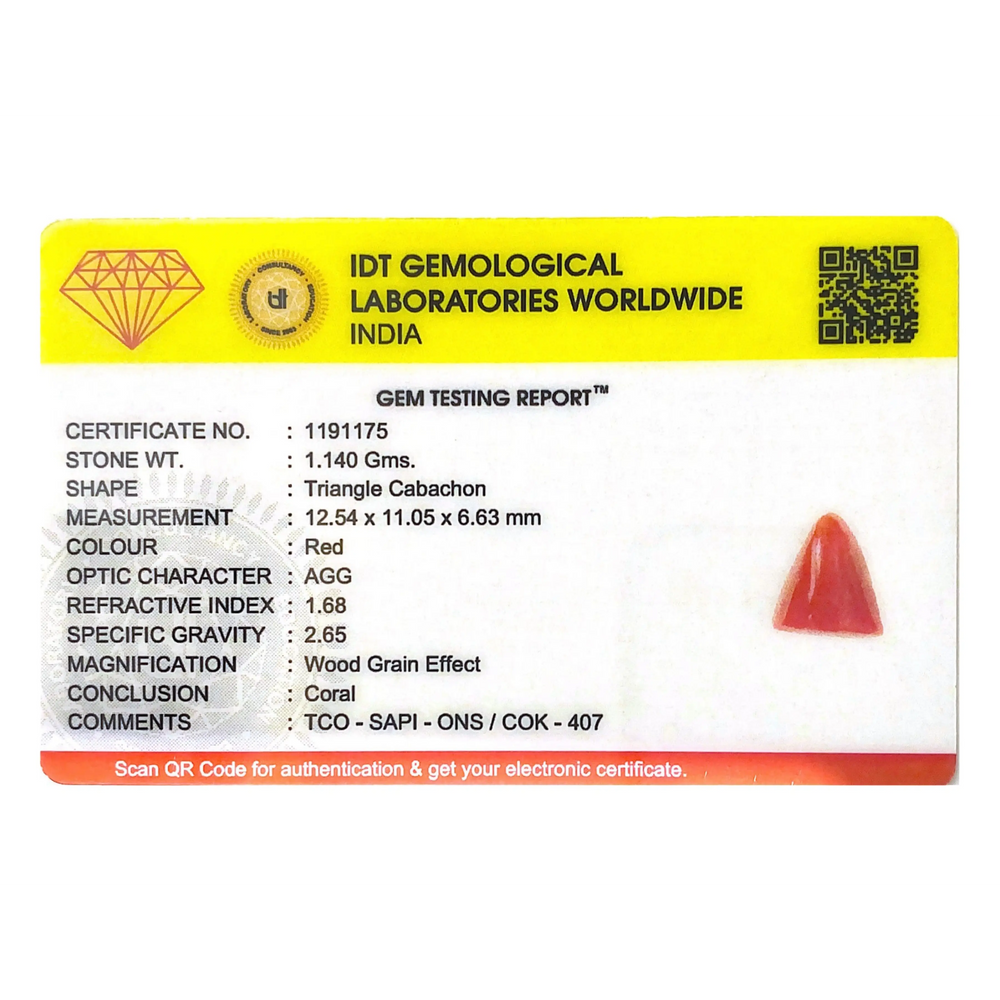 IDT GEMOLOGICAL
LABORATORIES WORLDWIDE
INDIA
CONSULTANCY
SINCE
GEM TESTING REPORT™
CERTIFICATE NO. : 1191175
STONE WT. : 1.140 Gms.
SHAPE : Triangle Cabachon
MEASUREMENT : 12.54 x 11.05 x 6.63 mm
COLOUR : Red
OPTIC CHARACTER : AGG
REFRACTIVE INDEX : 1.68
SPECIFIC GRAVITY : 2.65
MAGNIFICATION : Wood Grain Effect
CONCLUSION : Coral
COMMENTS : TCO - SAPI - ONS / COK - 407
Scan QR Code for authentication & get your electronic certificate.